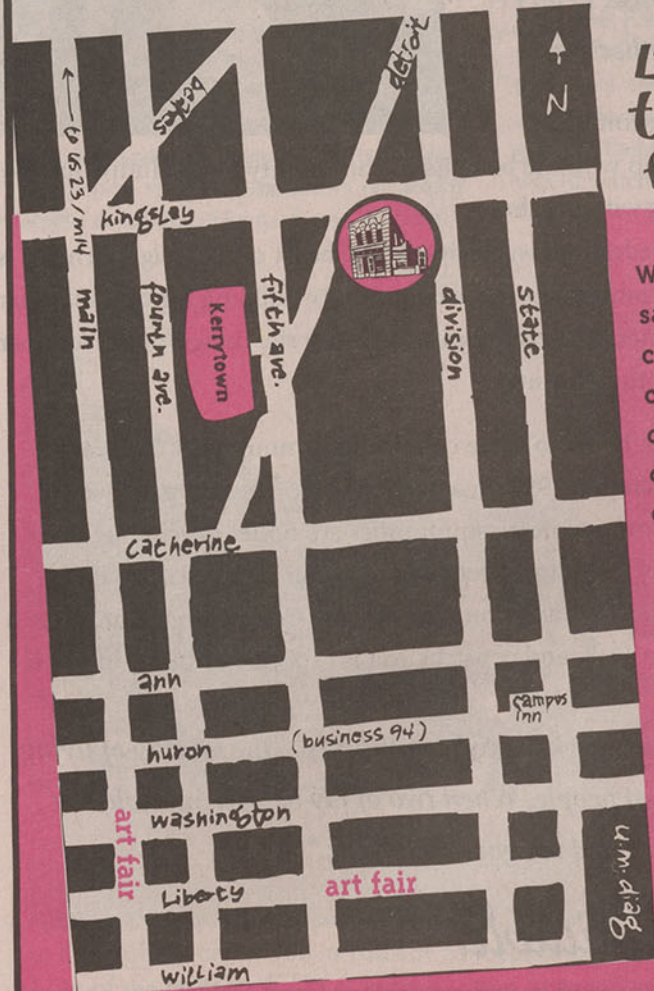 beakes
detroit
N
← to US 23/m14
kingsley
main
fourth ave.
Kerrytown
fifth ave.
division
state
catherine
ann
campus
inn
huron
(business 94)
washington
art fair
Liberty
art fair
u.m. diag
william